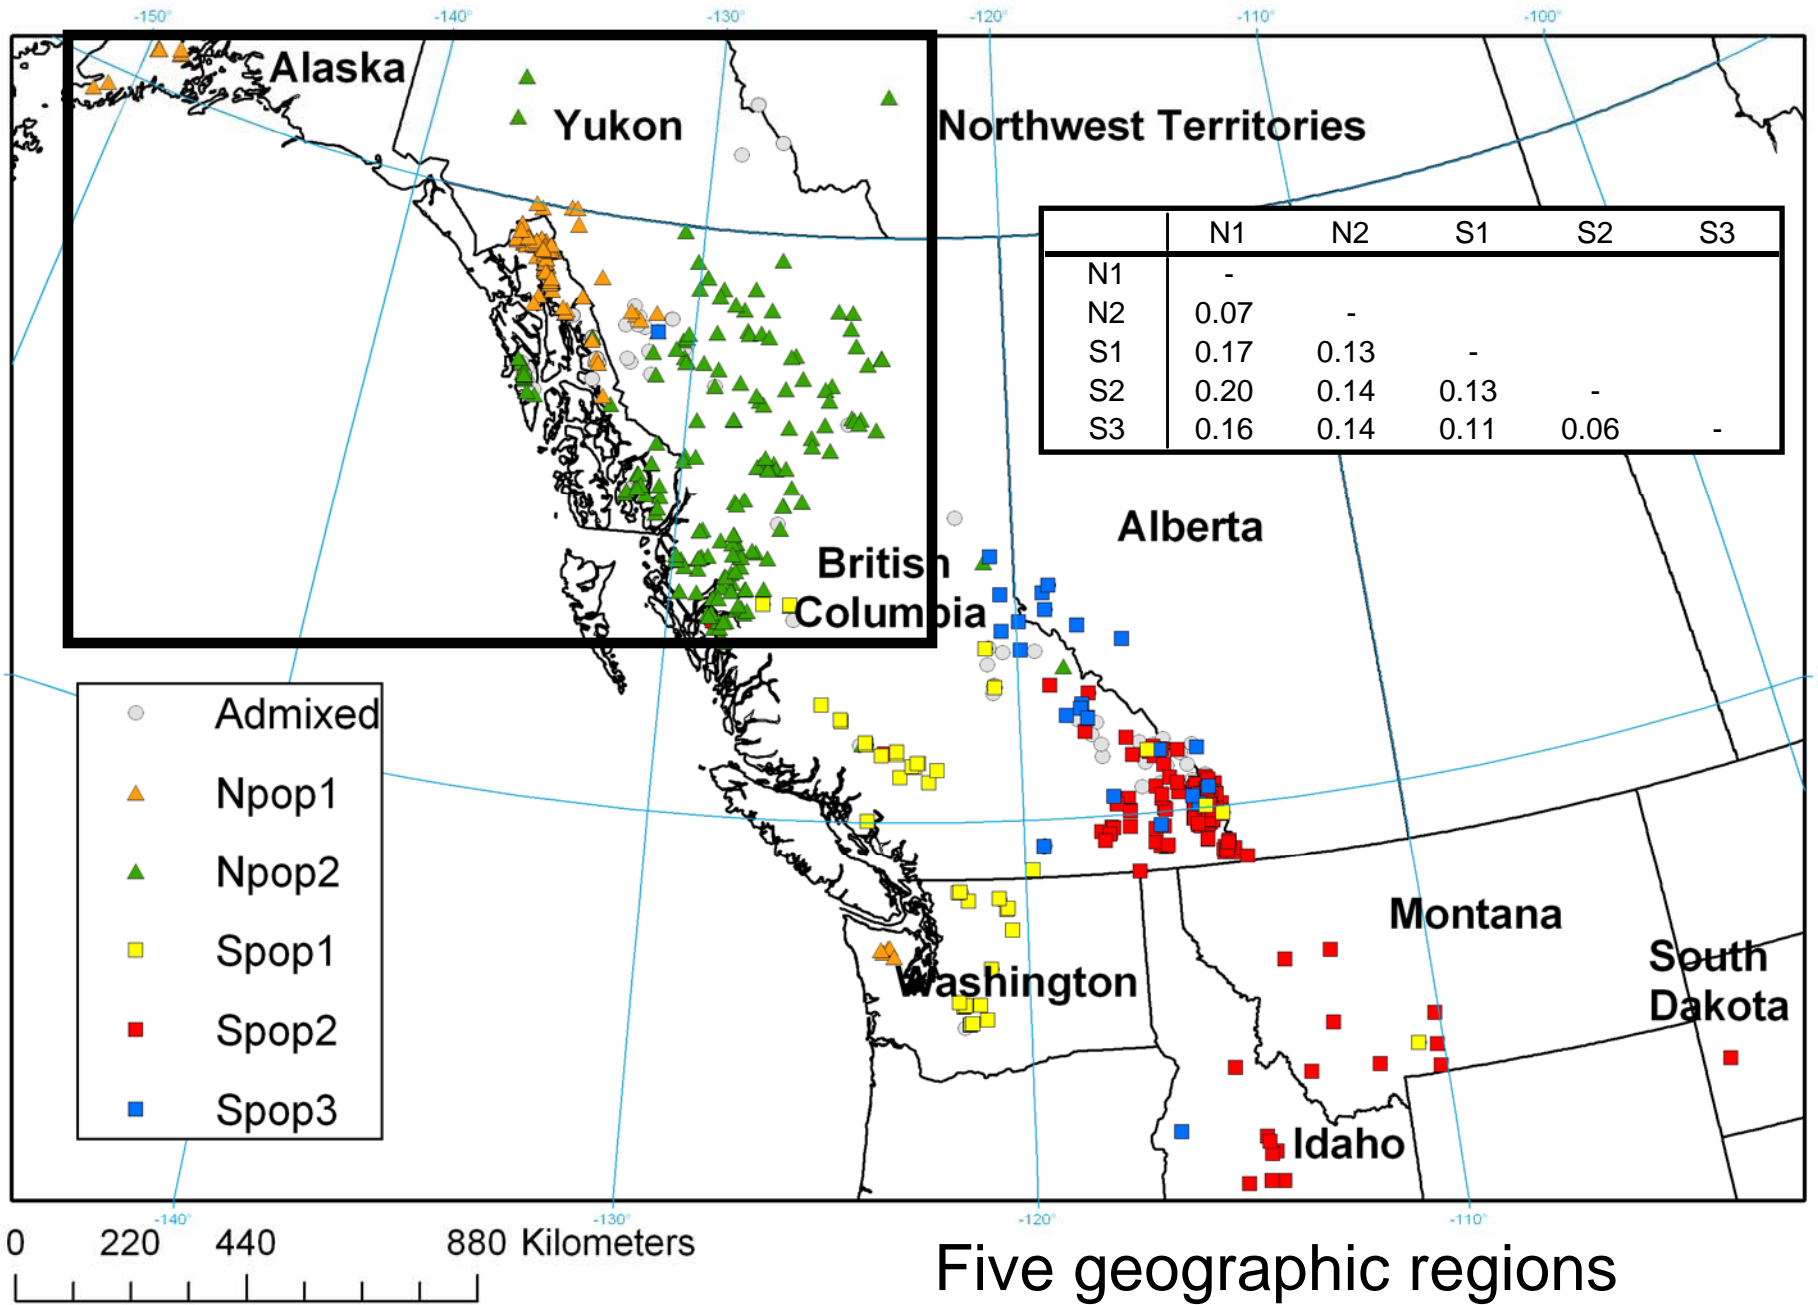 -150° -140° -130° -120° -110° -100°
Alaska
Yukon
Northwest Territories
N1 N2 S1 S2 S3
N1 -
N2 0.07 -
S1 0.17 0.13 -
S2 0.20 0.14 0.13 -
S3 0.16 0.14 0.11 0.06 -
Alberta
British
Columbia
Admixed
Npop1
Npop2
Spop1
Spop2
Spop3
Montana
Washington
South
Dakota
Idaho
-140° -130° -120° -110°
0 220 440 880 Kilometers
Five geographic regions